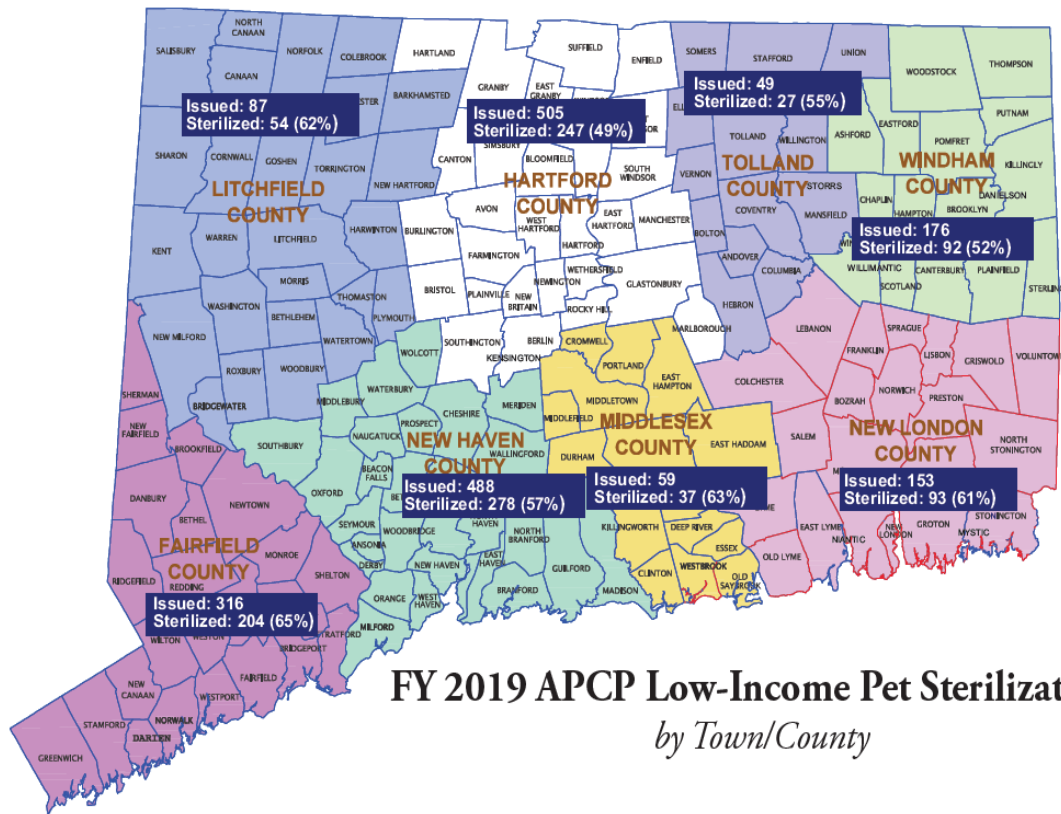 NORTH
CANAAN
SALISBURY
NORFOLK
COLEBROOK
HARTLAND
SUFFIELD
ENFIELD
SOMERS
STAFFORD
UNION
WOODSTOCK
THOMPSON
CANAAN
BARKHAMSTED
GRANBY
EAST
GRANBY
Issued: 87
Sterilized: 54 (62%)
Issued: 505
Sterilized: 247 (49%)
Issued: 49
Sterilized: 27 (55%)
PUTNAM
EASTFORD
POMFRET
ASHFORD
KILLINGLY
SHARON
CORNWALL
GOSHEN
TORRINGTON
NEW HARTFORD
CANTON
SIMSBURY
BLOOMFIELD
SOUTH
WINDSOR
TOLLAND
WILLINGTON
VERNON
LITCHFIELD
COUNTY
HARTFORD
COUNTY
TOLLAND
COUNTY
WINDHAM
COUNTY
STORRS
MANSFIELD
CHAPLIN
HAMPTON
BROOKLYN
DANIELSON
AVON
WEST
HARTFORD
EAST
HARTFORD
MANCHESTER
HARTFORD
COVENTRY
BOLTON
KENT
WARREN
LITCHFIELD
HARWINTON
BURLINGTON
FARMINGTON
Issued: 176
Sterilized: 92 (52%)
WILLIMANTIC
CANTERBURY
PLAINFIELD
SCOTLAND
STERLING
ANDOVER
COLUMBIA
HEBRON
WETHERSFIELD
NEWINGTON
GLASTONBURY
MORRIS
BRISTOL
PLAINVILLE
NEW
BRITAIN
ROCKY HILL
WASHINGTON
BETHLEHEM
THOMASTON
PLYMOUTH
WATERTOWN
NEW MILFORD
ROXBURY
WOODBURY
BRIDGEWATER
SOUTHINGTON
BERLIN
KENSINGTON
MARLBOROUGH
CROMWELL
PORTLAND
EAST
HAMPTON
LEBANON
SPRAGUE
FRANKLIN
LISBON
GRISWOLD
VOLUNTOW
COLCHESTER
NORWICH
BOZRAH
PRESTON
SHERMAN
WOLCOTT
WATERBURY
MIDDLEBURY
CHESHIRE
MERIDEN
PROSPECT
NAUGATUCK
WALLINGFORD
MIDDLETOWN
MIDDLEFIELD
DURHAM
EAST HADDAM
SALEM
NORTH
STONINGTON
NEW
FAIRFIELD
BROOKFIELD
SOUTHBURY
NEW HAVEN
COUNTY
MIDDLESEX
COUNTY
NEW LONDON
COUNTY
BEACON
FALLS
OXFORD
DANBURY
NEWTOWN
BETHEL
Issued: 488
Sterilized: 278 (57%)
Issued: 59
Sterilized: 37 (63%)
Issued: 153
Sterilized: 93 (61%)
SEYMOUR
WOODBRIDGE
HAVEN
NORTH
BRANFORD
KILLINGWORTH
DEEP RIVER
ESSEX
ANSONIA
DERBY
NEW HAVEN
EAST
HAVEN
GUILFORD
CLINTON
WESTBROOK
OLD
SAYBROOK
OLD LYME
EAST LYME
NIANTIC
NEW
LONDON
GROTON
MYSTIC
STONINGTON
FAIRFIELD
COUNTY
MONROE
SHELTON
RIDGEFIELD
REDDING
ORANGE
WEST
HAVEN
BRANFORD
MADISON
MILFORD
Issued: 316
Sterilized: 204 (65%)
STRATFORD
WILTON
WESTON
BRIDGEPORT
FAIRFIELD
NEW
CANAAN
WESTPORT
STAMFORD
NORWALK
DARIEN
GREENWICH
FY 2019 APCP Low-Income Pet Sterilizat
by Town/County